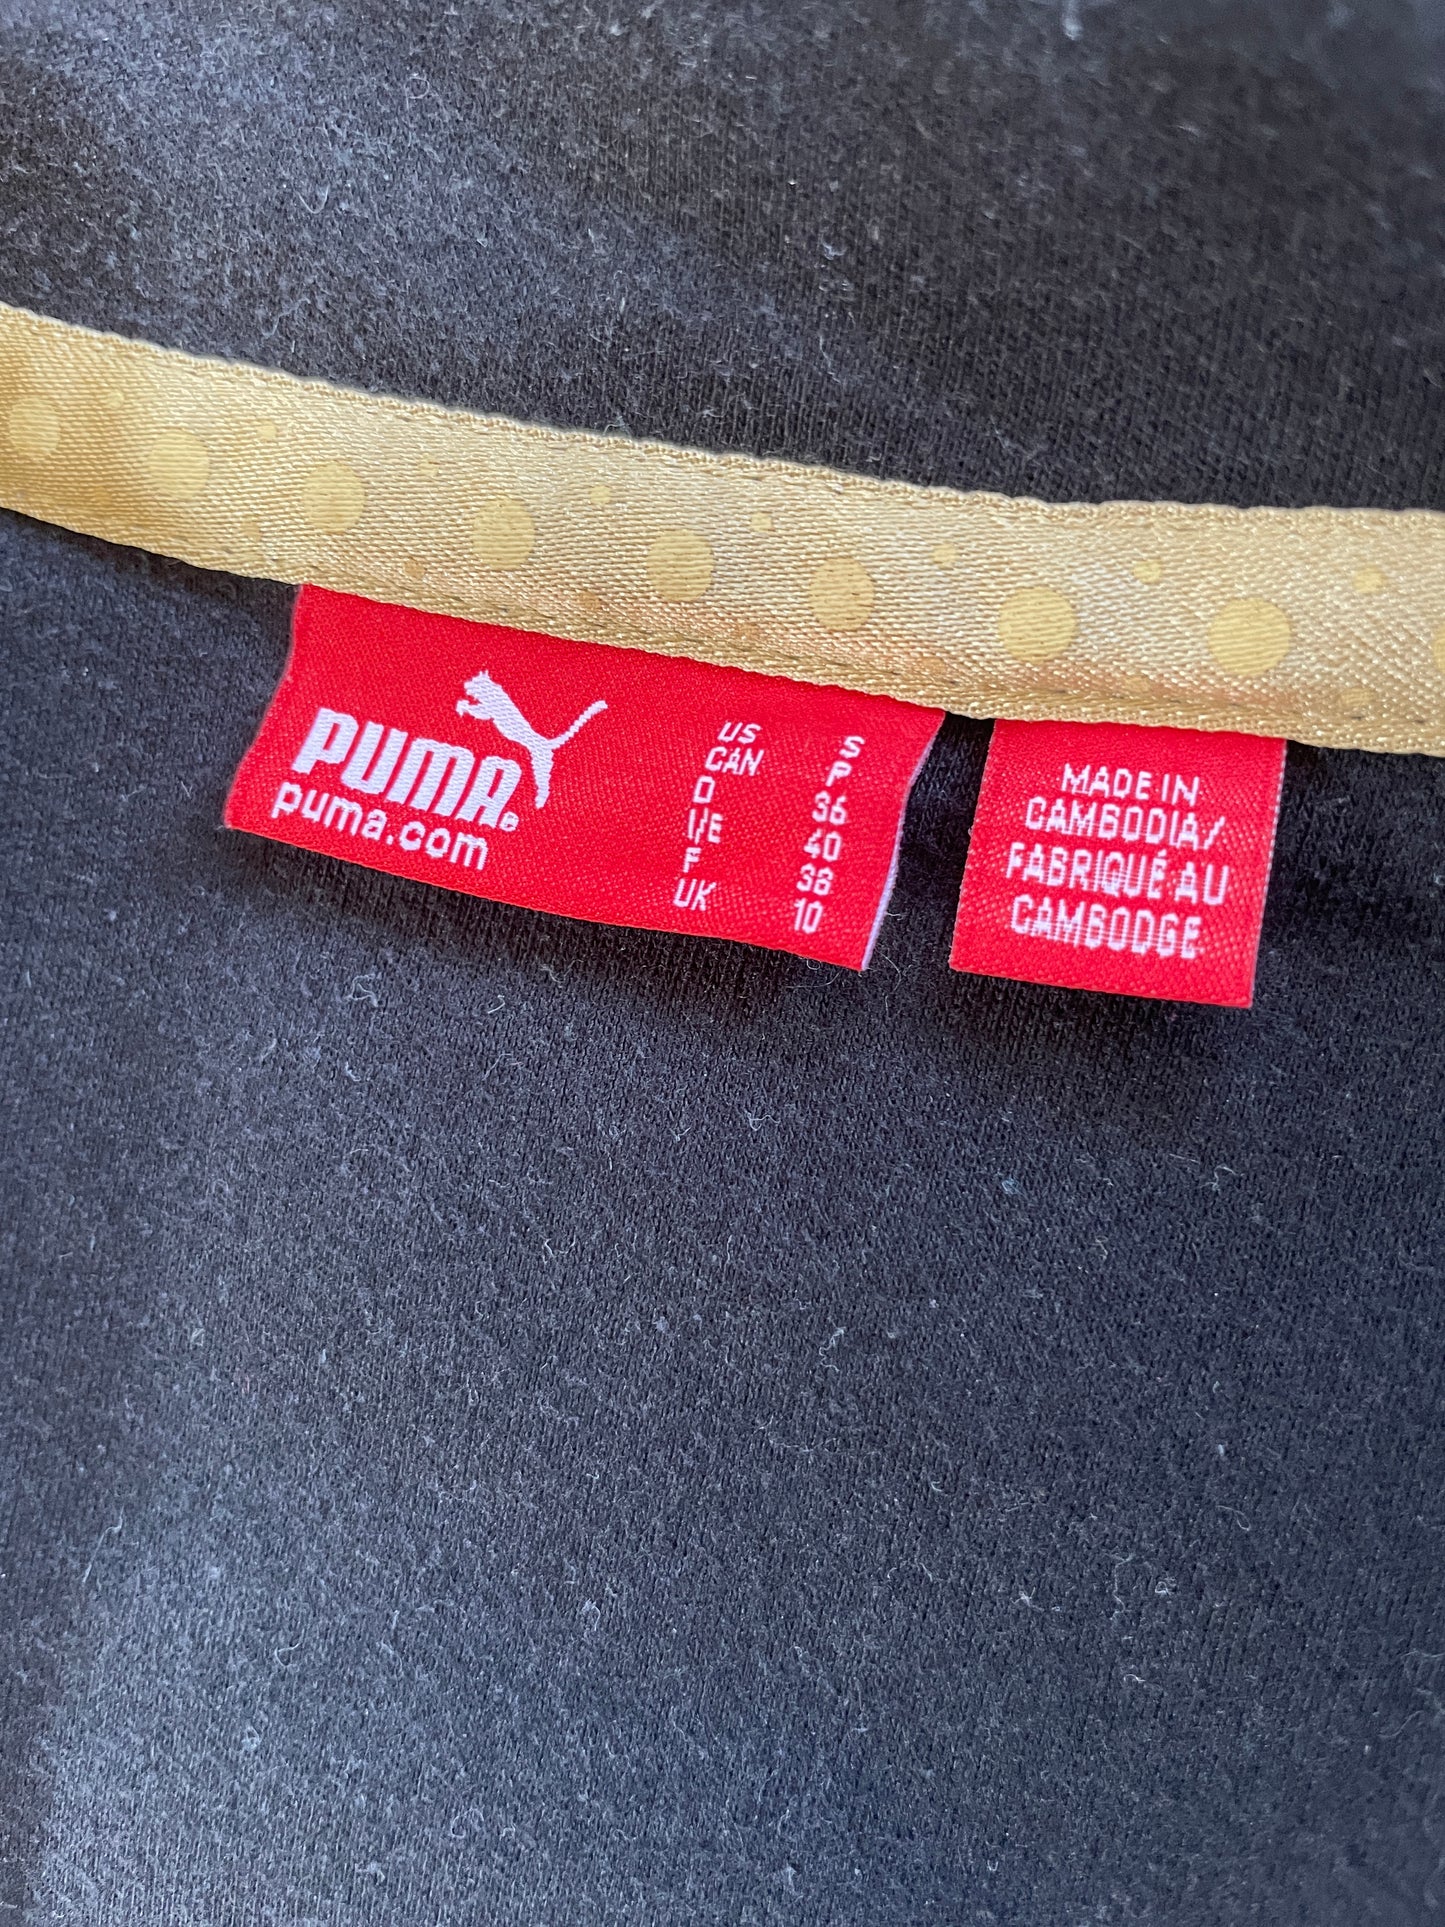 PUMA®
puma.com
US S
CAN P
D 36
I/E 40
F 38
UK 10
MADE IN
CAMBODIA/
FABRIQUÉ AU
CAMBODGE